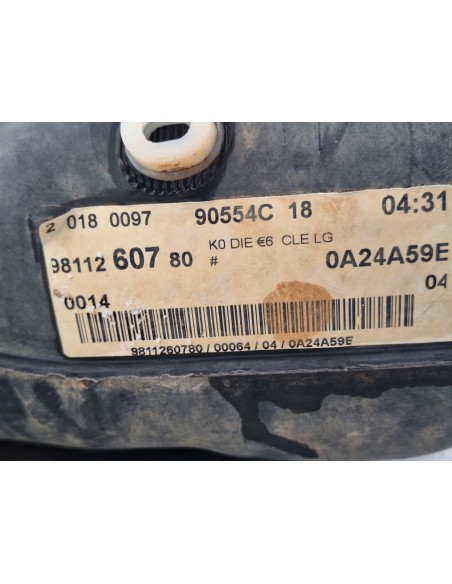 2 018 0097 90554C 18 04:31
98112 607 80 K0 DIE €6 CLE LG # 0A24A59E
0014 04
9811260780 / 00064 / 04 / 0A24A59E